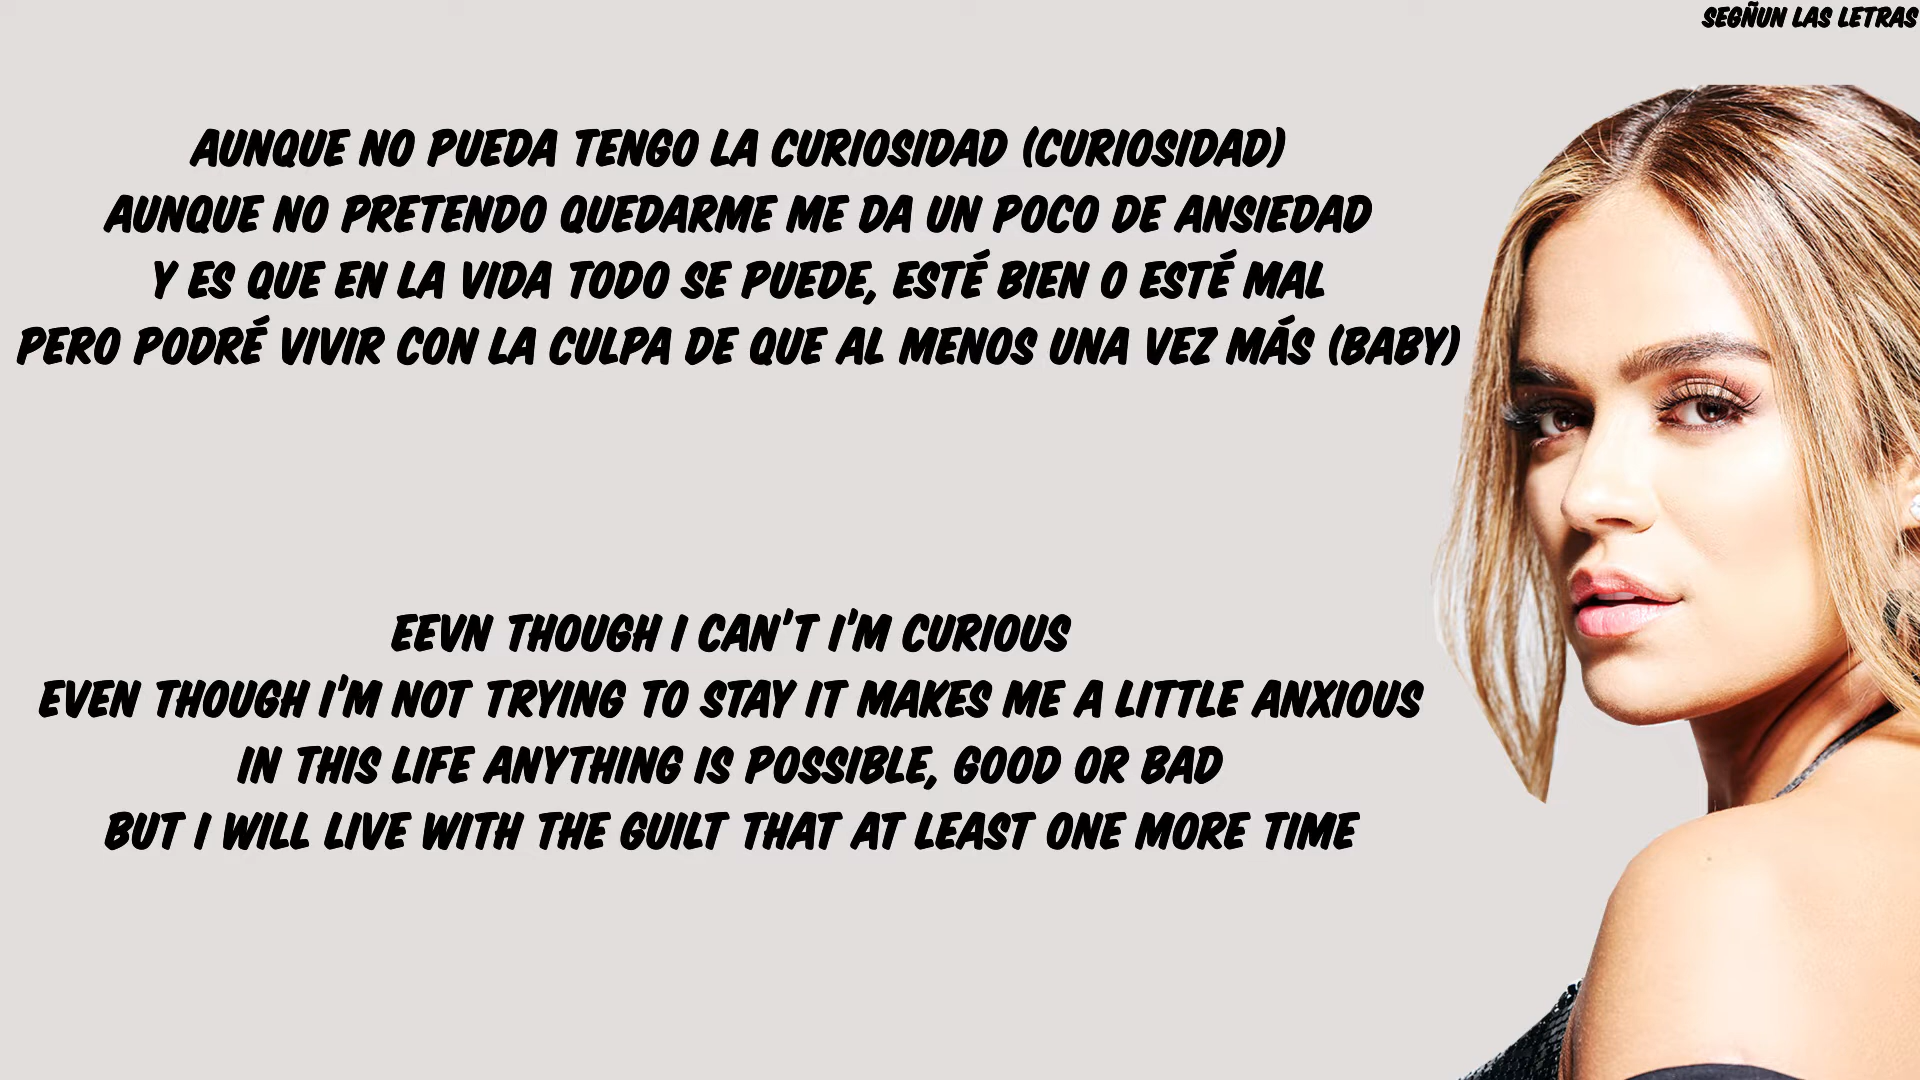 SEGÑUN LAS LETRAS
AUNQUE NO PUEDA TENGO LA CURIOSIDAD (CURIOSIDAD)
AUNQUE NO PRETENDO QUEDARME ME DA UN POCO DE ANSIEDAD
Y ES QUE EN LA VIDA TODO SE PUEDE, ESTÉ BIEN O ESTÉ MAL
PERO PODRÉ VIVIR CON LA CULPA DE QUE AL MENOS UNA VEZ MÁS (BABY)
EEVN THOUGH I CAN'T I'M CURIOUS
EVEN THOUGH I'M NOT TRYING TO STAY IT MAKES ME A LITTLE ANXIOUS
IN THIS LIFE ANYTHING IS POSSIBLE, GOOD OR BAD
BUT I WILL LIVE WITH THE GUILT THAT AT LEAST ONE MORE TIME